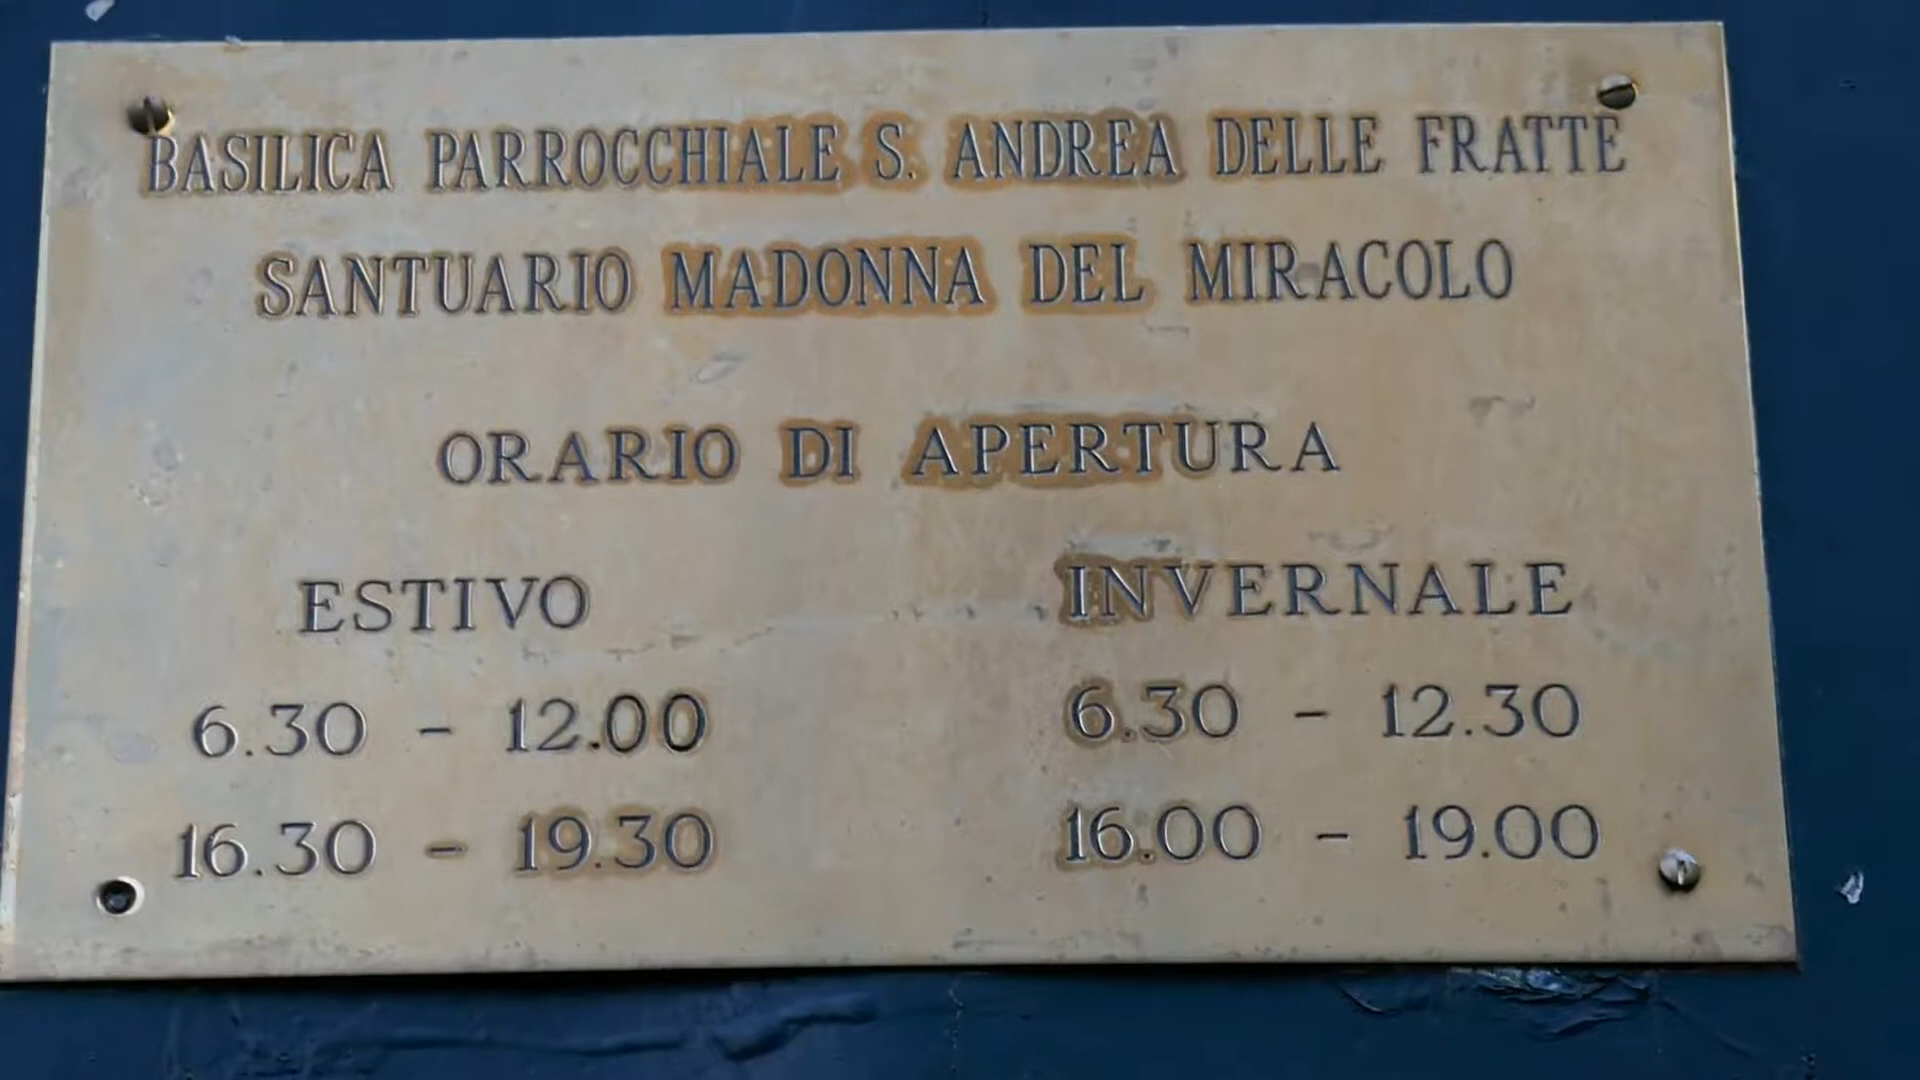 BASILICA PARROCCHIALE S. ANDREA DELLE FRATTE
SANTUARIO MADONNA DEL MIRACOLO
ORARIO DI APERTURA
ESTIVO INVERNALE
6.30 - 12.00 6.30 - 12.30
16.30 - 19.30 16.00 - 19.00